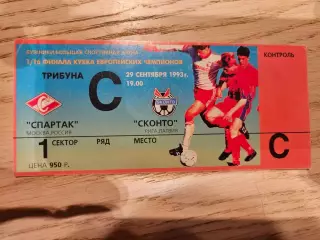 1/16 ФИНАЛА КУБКА ЕВРОПЕЙСКИХ ЧЕМПИОНОВ
КОНТРОЛЬ
ТРИБУНА
C
29 СЕНТЯБРЯ 1993г.
19.00
"СПАРТАК"
МОСКВА РОССИЯ
"СКОНТО"
РИГА ЛАТВИЯ
C
1 СЕКТОР РЯД МЕСТО
ЦЕНА 950 Р.